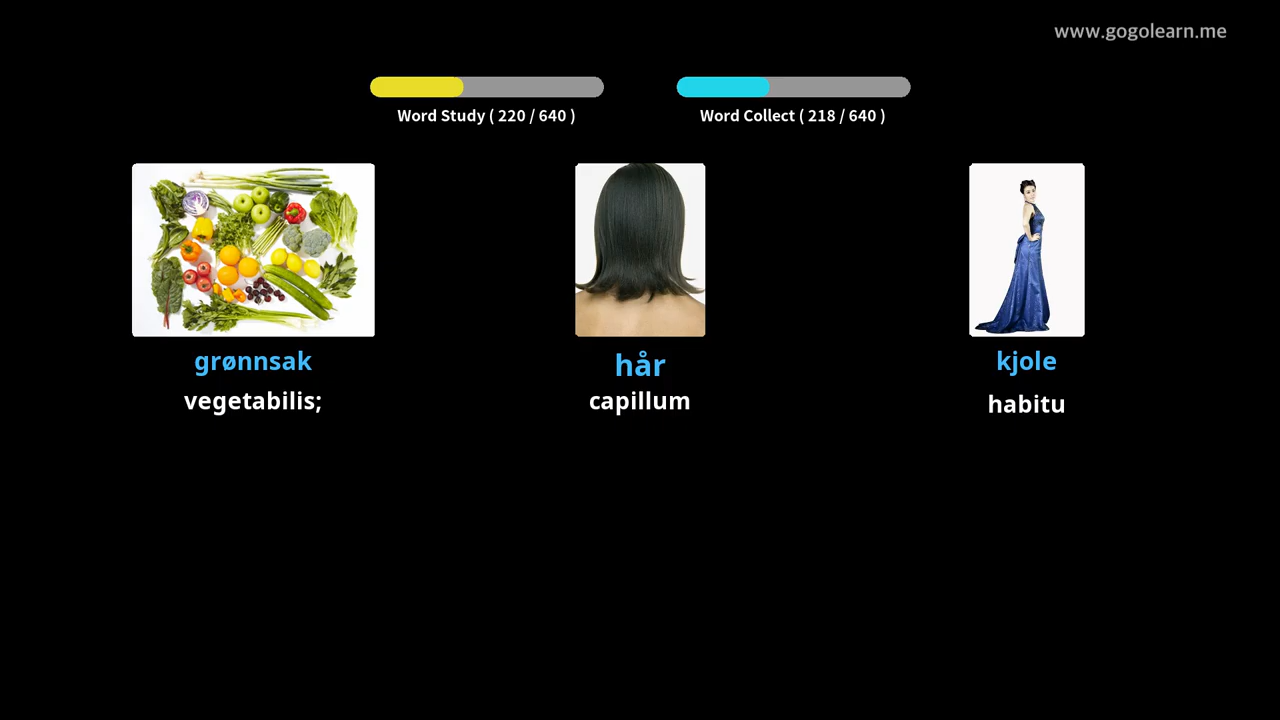 www.gogolearn.me
Word Study ( 220 / 640 )
Word Collect ( 218 / 640 )
grønnsak
vegetabilis;
hår
capillum
kjole
habitu